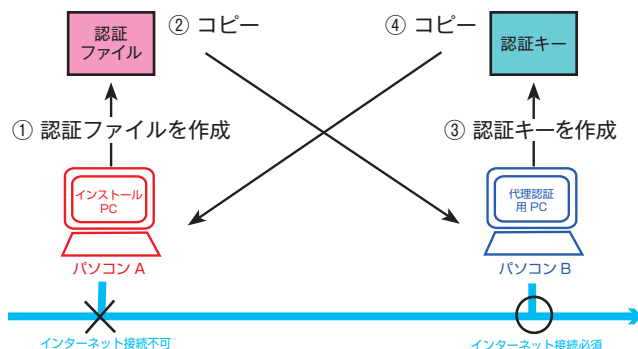 認証
ファイル
② コピー
④ コピー
認証キー
① 認証ファイルを作成
③ 認証キーを作成
インストール
PC
代理認証
用 PC
パソコン A
パソコン B
インターネット接続不可
インターネット接続必須